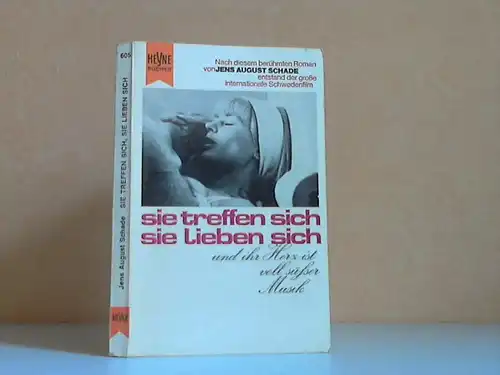 605
Jens August Schade SIE TREFFEN SICH, SIE LIEBEN SICH
HEYNE
HEYNE
BÜCHER
Nach diesem berühmten Roman
von JENS AUGUST SCHADE
entstand der große
internationale Schwedenfilm
sie treffen sich
sie lieben sich
und ihr Herz ist
voll süßer
Musik